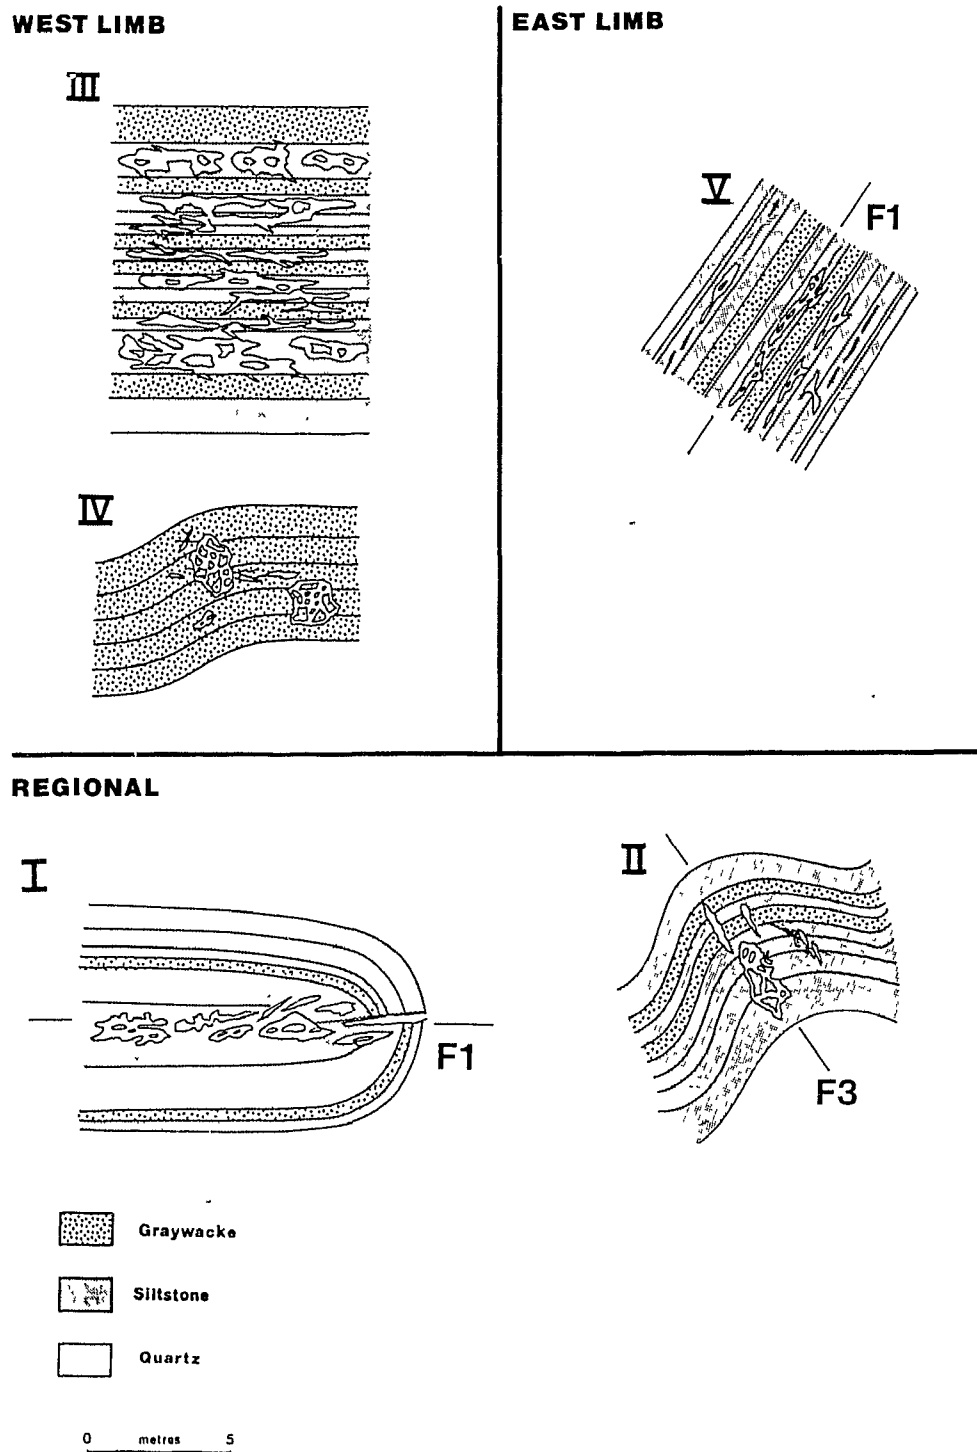 WEST LIMB
EAST LIMB
III
V
F1
IV
REGIONAL
I
II
F1
F3
Graywacke
Siltstone
Quartz
0 metres 5